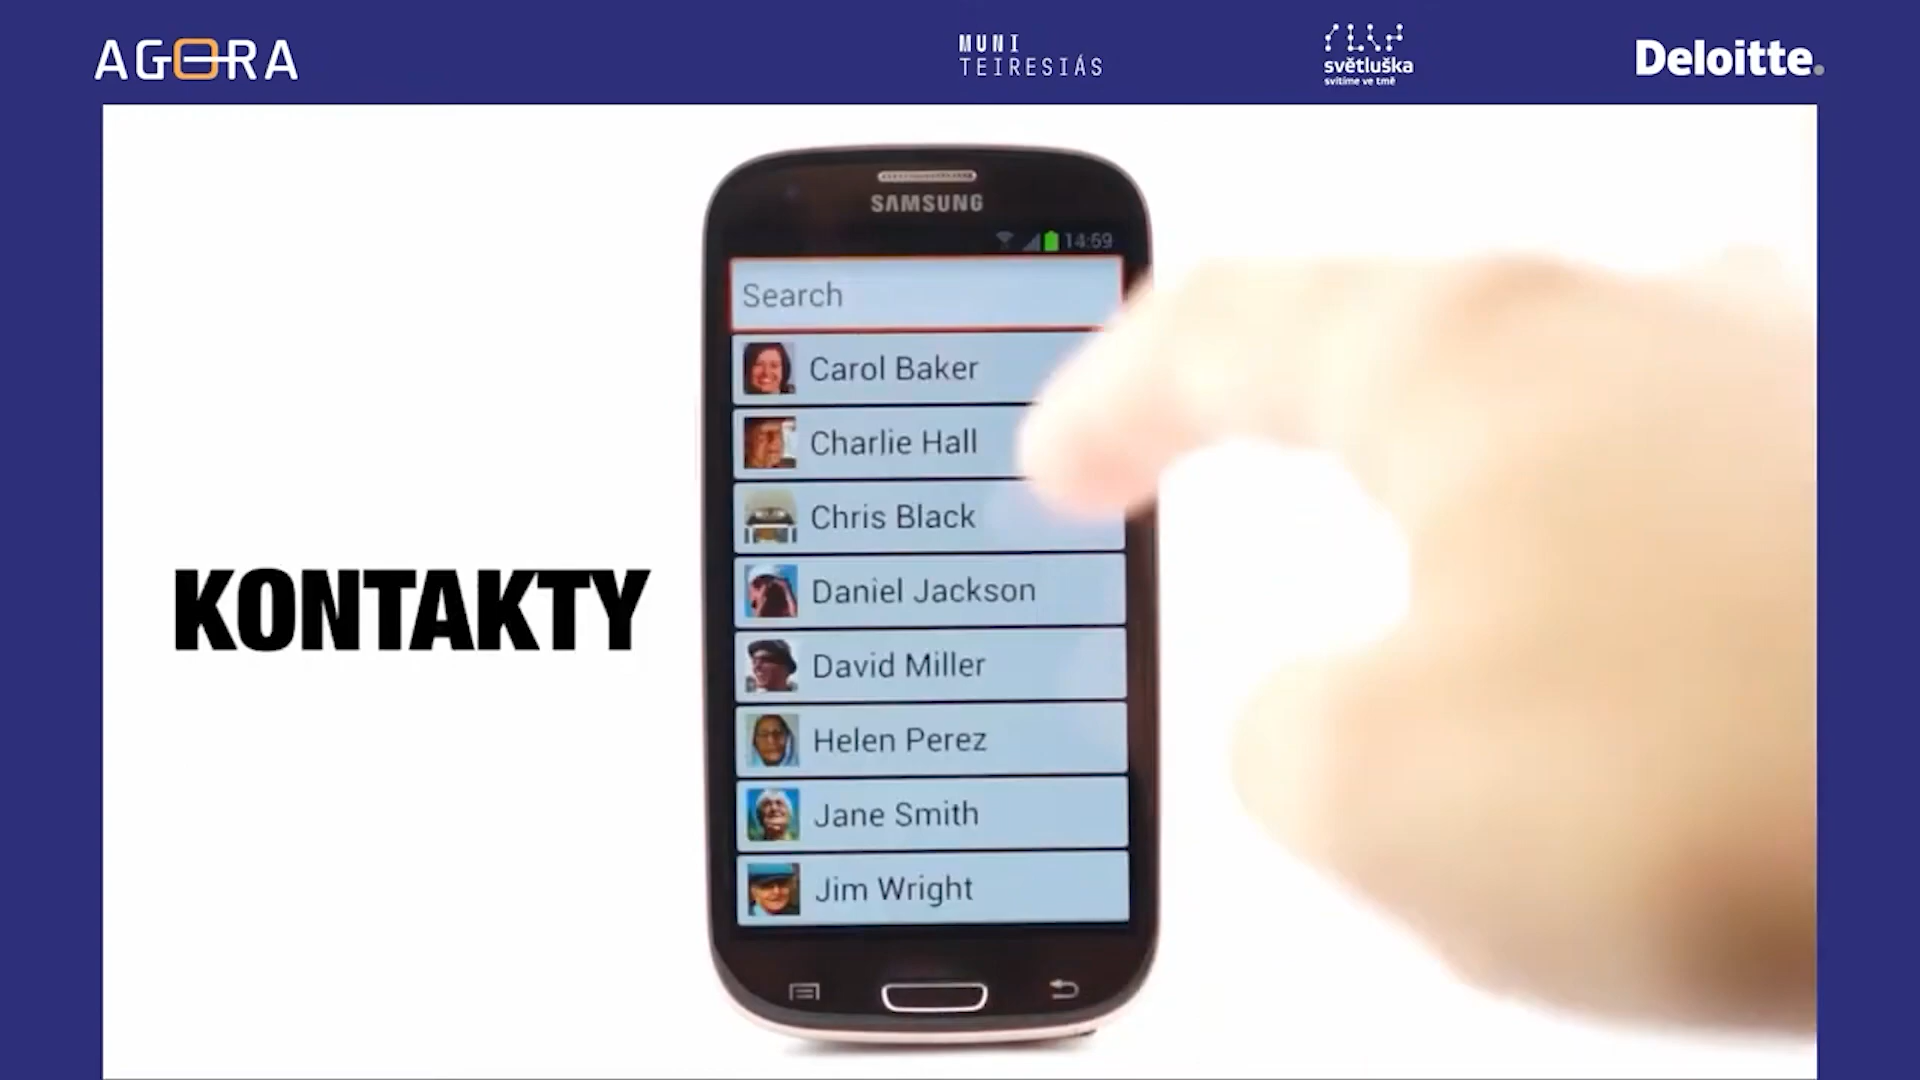 AGORA
MUNI
TEIRESIÁS
světluška
svítíme ve tmě
Deloitte.
SAMSUNG
14:59
Search
Carol Baker
Charlie Hall
Chris Black
Daniel Jackson
David Miller
Helen Perez
Jane Smith
Jim Wright
KONTAKTY